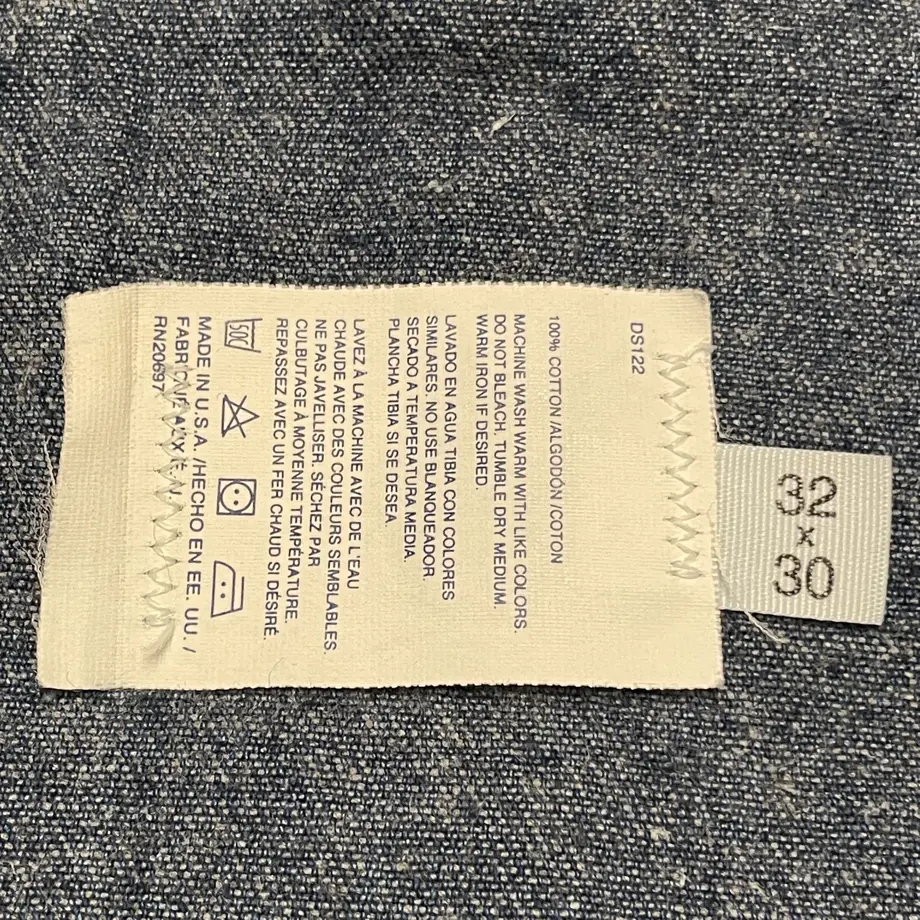 DS122
100% COTTON /ALGODÓN /COTON
MACHINE WASH WARM WITH LIKE COLORS.
DO NOT BLEACH. TUMBLE DRY MEDIUM.
WARM IRON IF DESIRED.
LAVADO EN AGUA TIBIA CON COLORES
SIMILARES. NO USE BLANQUEADOR.
SECADO A TEMPERATURA MEDIA.
PLANCHA TIBIA SI SE DESEA.
LAVEZ À LA MACHINE AVEC DE L'EAU
CHAUDE AVEC DES COULEURS SEMBLABLES.
NE PAS JAVELLISER. SÉCHEZ PAR
CULBUTAGE À MOYENNE TEMPÉRATURE.
REPASSEZ AVEC UN FER CHAUD SI DÉSIRÉ.
MADE IN U.S.A. /HECHO EN EE. UU. /
RN20697
32
x
30